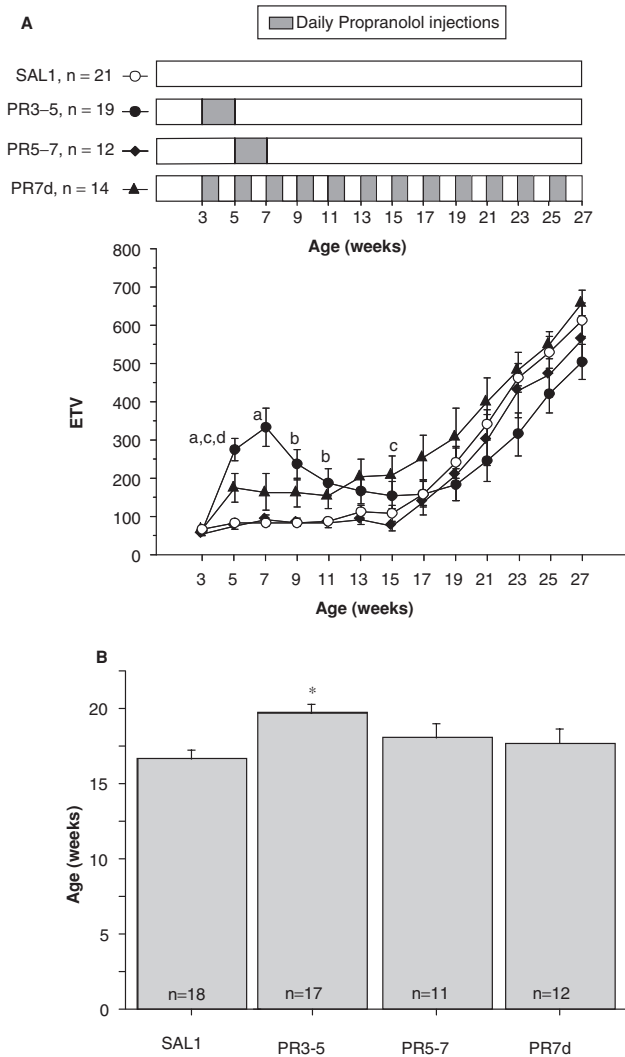 A
Daily Propranolol injections
SAL1, n = 21
PR3–5, n = 19
PR5–7, n = 12
PR7d, n = 14
3 5 7 9 11 13 15 17 19 21 23 25 27
Age (weeks)
800
700
600
500
400
300
200
100
0
ETV
a,c,d
a
b
b
c
3 5 7 9 11 13 15 17 19 21 23 25 27
Age (weeks)
B
20
15
10
5
0
Age (weeks)
*
n=18 n=17 n=11 n=12
SAL1 PR3-5 PR5-7 PR7d